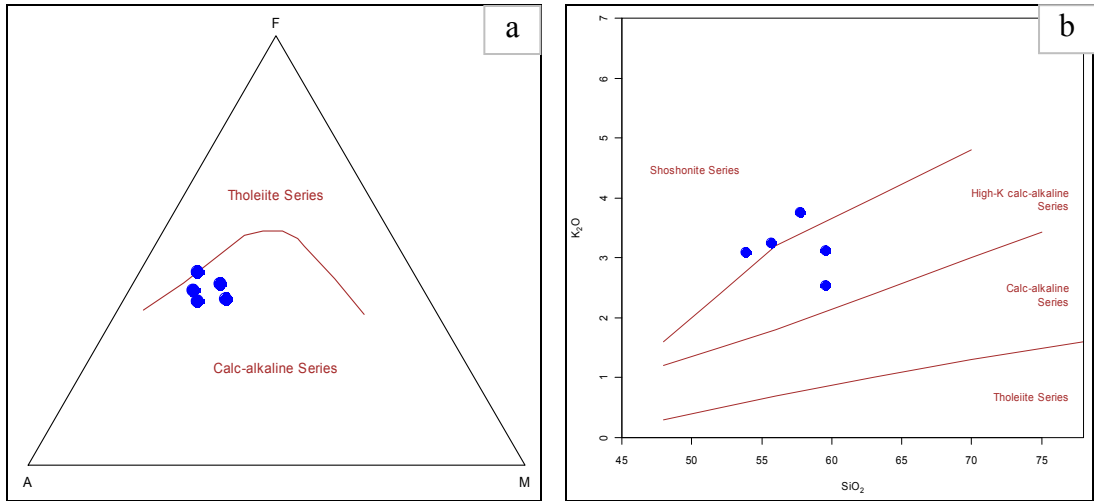 a
F
Tholeiite Series
Calc-alkaline Series
A
M
b
7
6
5
4
3
2
1
0
K2O
Shoshonite Series
High-K calc-alkaline
Series
Calc-alkaline
Series
Tholeiite Series
45
50
55
60
65
70
75
SiO2